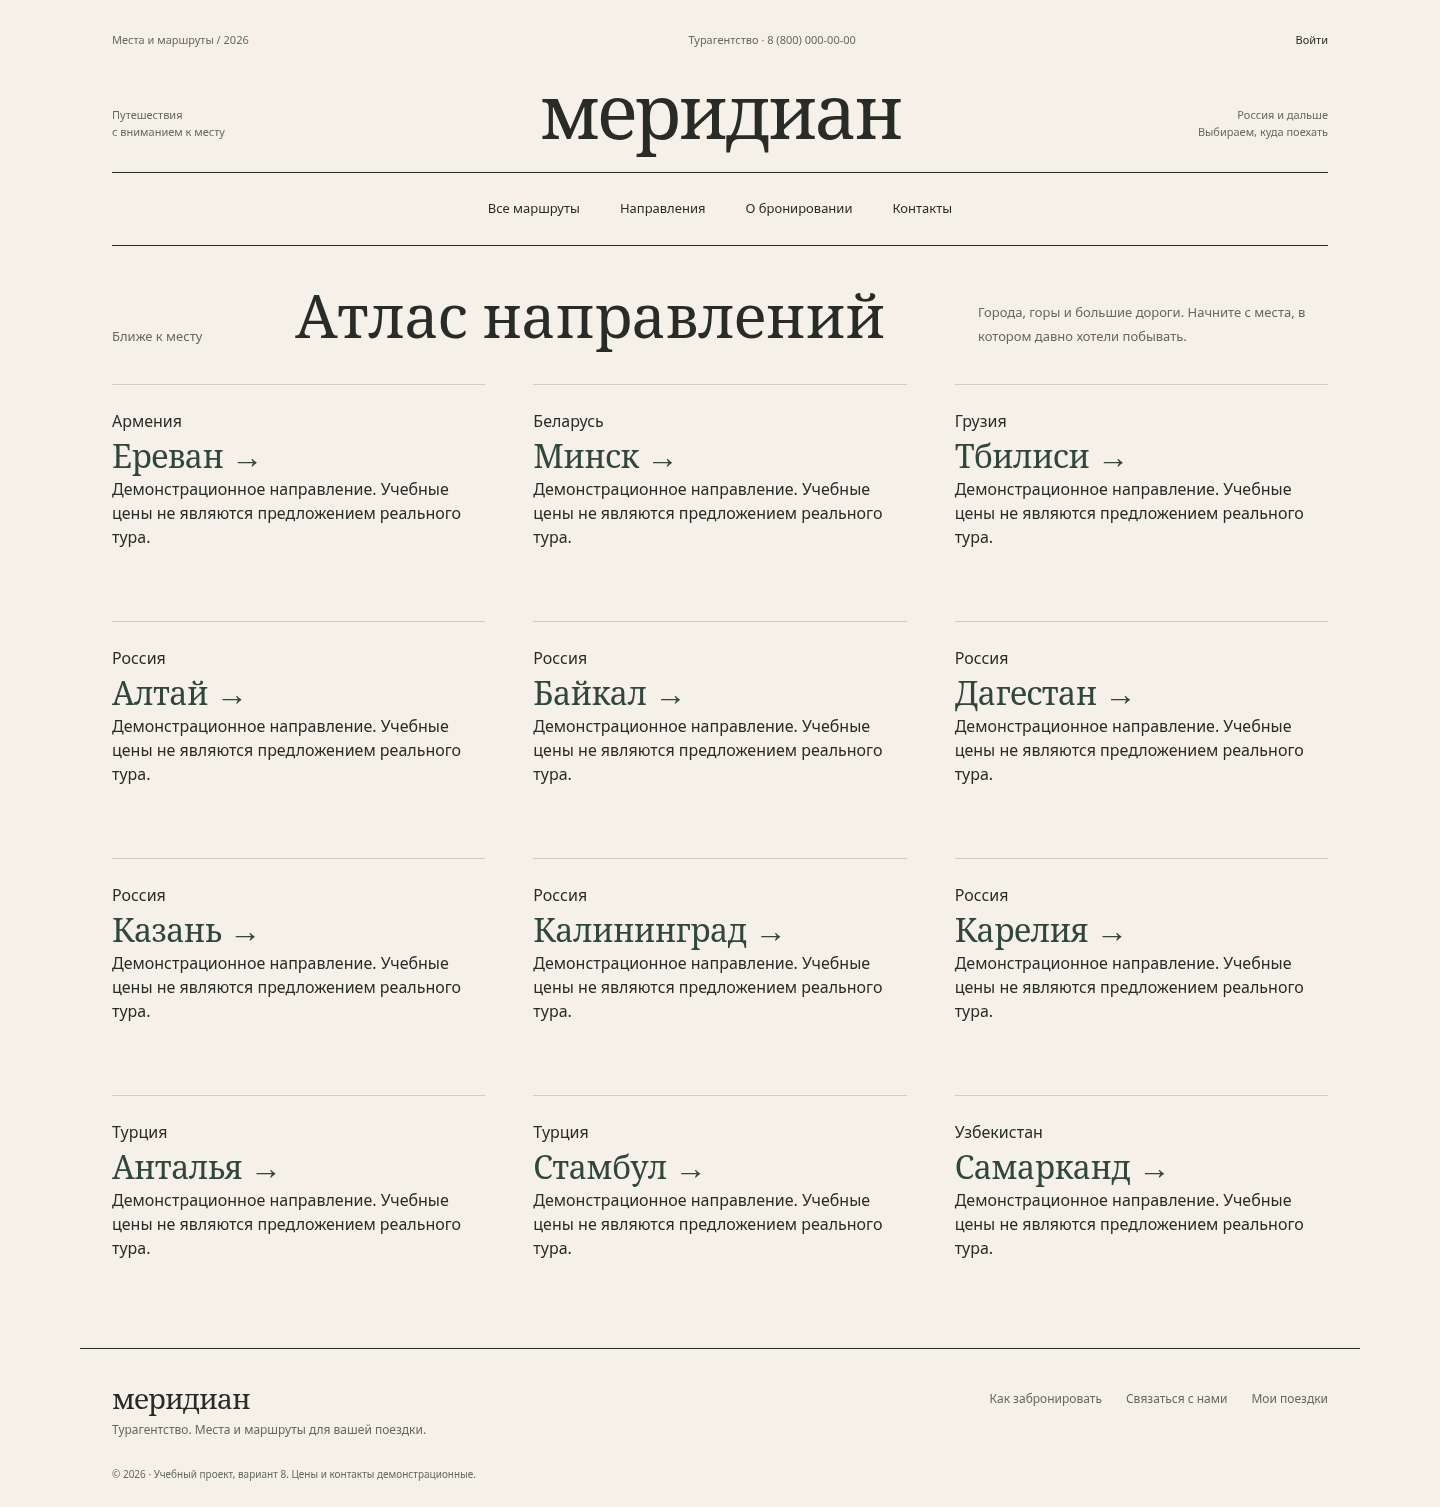 Места и маршруты / 2026
Турагентство · 8 (800) 000-00-00
Войти
Путешествия
с вниманием к месту
меридиан
Россия и дальше
Выбираем, куда поехать
Все маршруты
Направления
О бронировании
Контакты
Ближе к месту
Атлас направлений
Города, горы и большие дороги. Начните с места, в
котором давно хотели побывать.
Армения
Ереван →
Демонстрационное направление. Учебные
цены не являются предложением реального
тура.
Беларусь
Минск →
Демонстрационное направление. Учебные
цены не являются предложением реального
тура.
Грузия
Тбилиси →
Демонстрационное направление. Учебные
цены не являются предложением реального
тура.
Россия
Алтай →
Демонстрационное направление. Учебные
цены не являются предложением реального
тура.
Россия
Байкал →
Демонстрационное направление. Учебные
цены не являются предложением реального
тура.
Россия
Дагестан →
Демонстрационное направление. Учебные
цены не являются предложением реального
тура.
Россия
Казань →
Демонстрационное направление. Учебные
цены не являются предложением реального
тура.
Россия
Калининград →
Демонстрационное направление. Учебные
цены не являются предложением реального
тура.
Россия
Карелия →
Демонстрационное направление. Учебные
цены не являются предложением реального
тура.
Турция
Анталья →
Демонстрационное направление. Учебные
цены не являются предложением реального
тура.
Турция
Стамбул →
Демонстрационное направление. Учебные
цены не являются предложением реального
тура.
Узбекистан
Самарканд →
Демонстрационное направление. Учебные
цены не являются предложением реального
тура.
меридиан
Турагентство. Места и маршруты для вашей поездки.
Как забронировать
Связаться с нами
Мои поездки
© 2026 · Учебный проект, вариант 8. Цены и контакты демонстрационные.